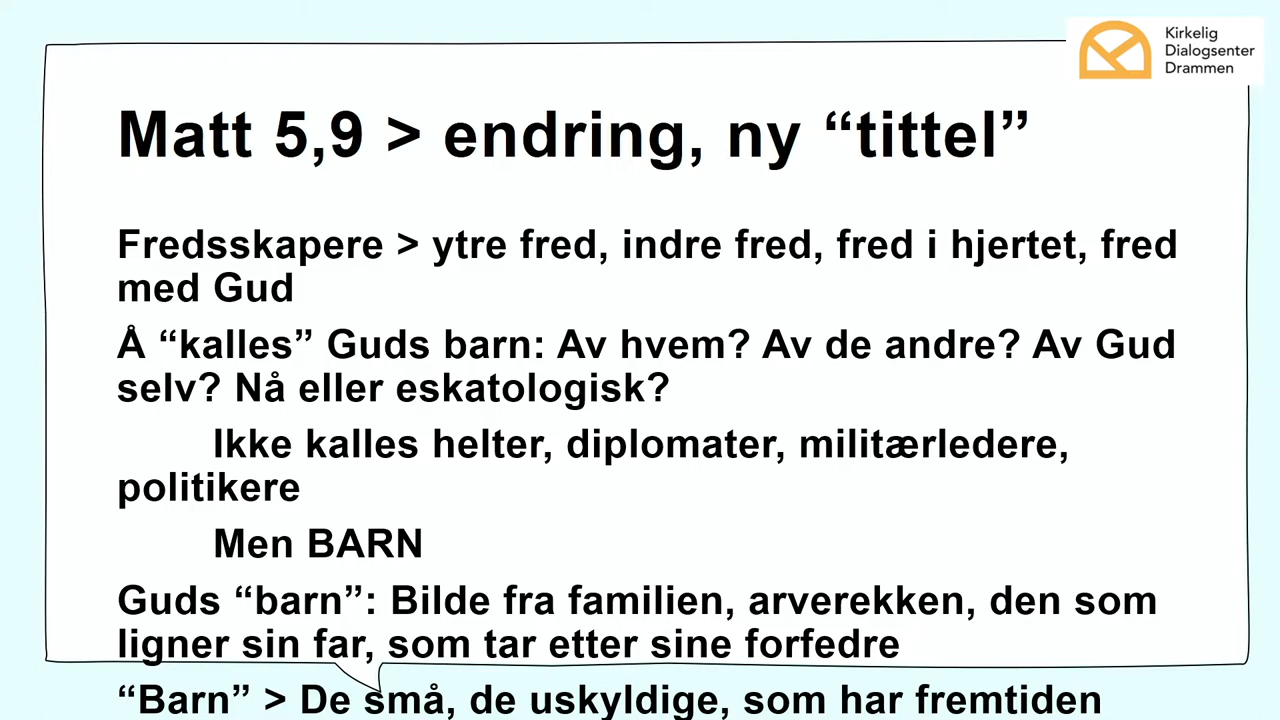 Kirkelig
Dialogsenter
Drammen
Matt 5,9 > endring, ny “tittel”
Fredsskapere > ytre fred, indre fred, fred i hjertet, fred
med Gud
Å “kalles” Guds barn: Av hvem? Av de andre? Av Gud
selv? Nå eller eskatologisk?
Ikke kalles helter, diplomater, militærledere,
politikere
Men BARN
Guds “barn”: Bilde fra familien, arverekken, den som
ligner sin far, som tar etter sine forfedre
“Barn” > De små, de uskyldige, som har fremtiden